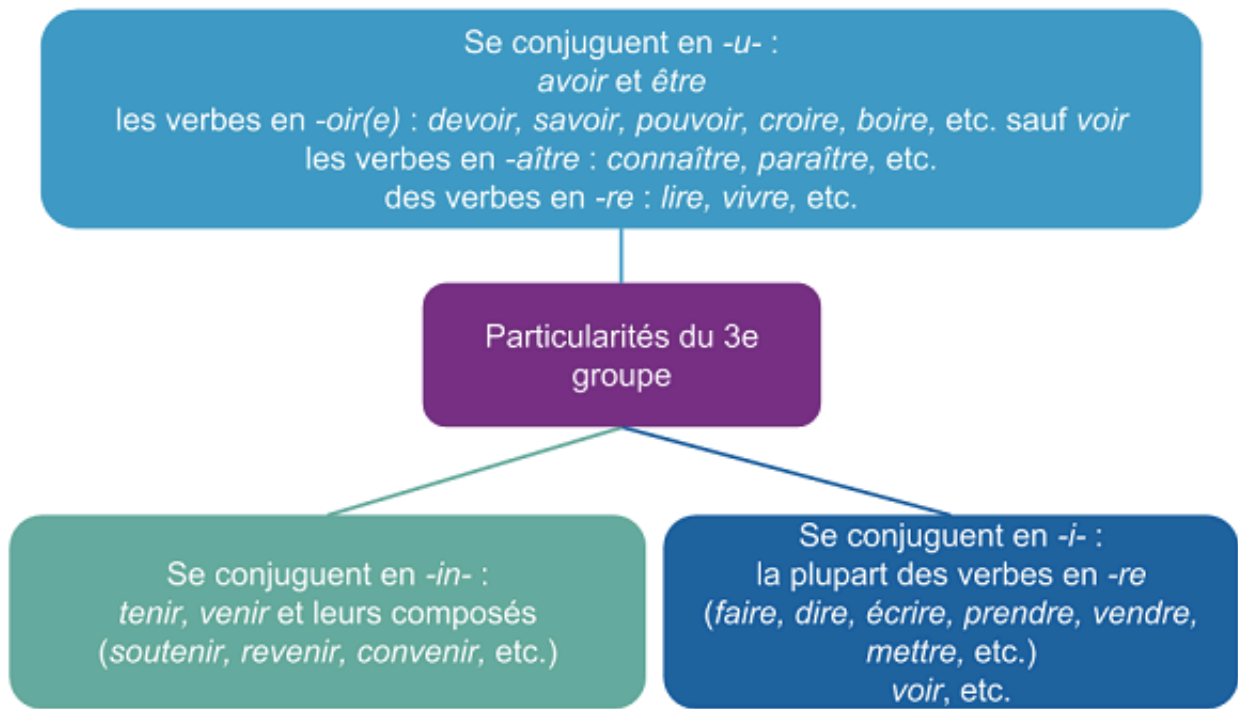 Se conjuguent en -u- :
avoir et être
les verbes en -oir(e) : devoir, savoir, pouvoir, croire, boire, etc. sauf voir
les verbes en -aître : connaître, paraître, etc.
des verbes en -re : lire, vivre, etc.
Particularités du 3e
groupe
Se conjuguent en -in- :
tenir, venir et leurs composés
(soutenir, revenir, convenir, etc.)
Se conjuguent en -i- :
la plupart des verbes en -re
(faire, dire, écrire, prendre, vendre,
mettre, etc.)
voir, etc.